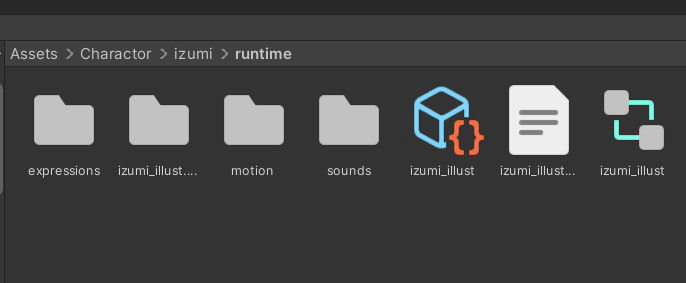 Assets > Charactor > izumi > runtime
expressions
izumi_illust....
motion
sounds
izumi_illust
izumi_illust...
izumi_illust